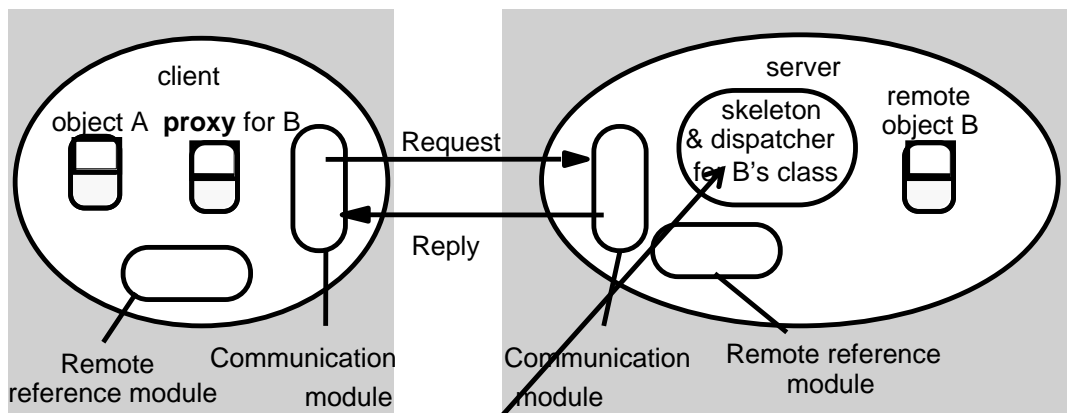 client
object A proxy for B
Request
Reply
Remote
reference module
Communication
module
server
skeleton
& dispatcher
for B's class
remote
object B
Communication
module
Remote reference
module